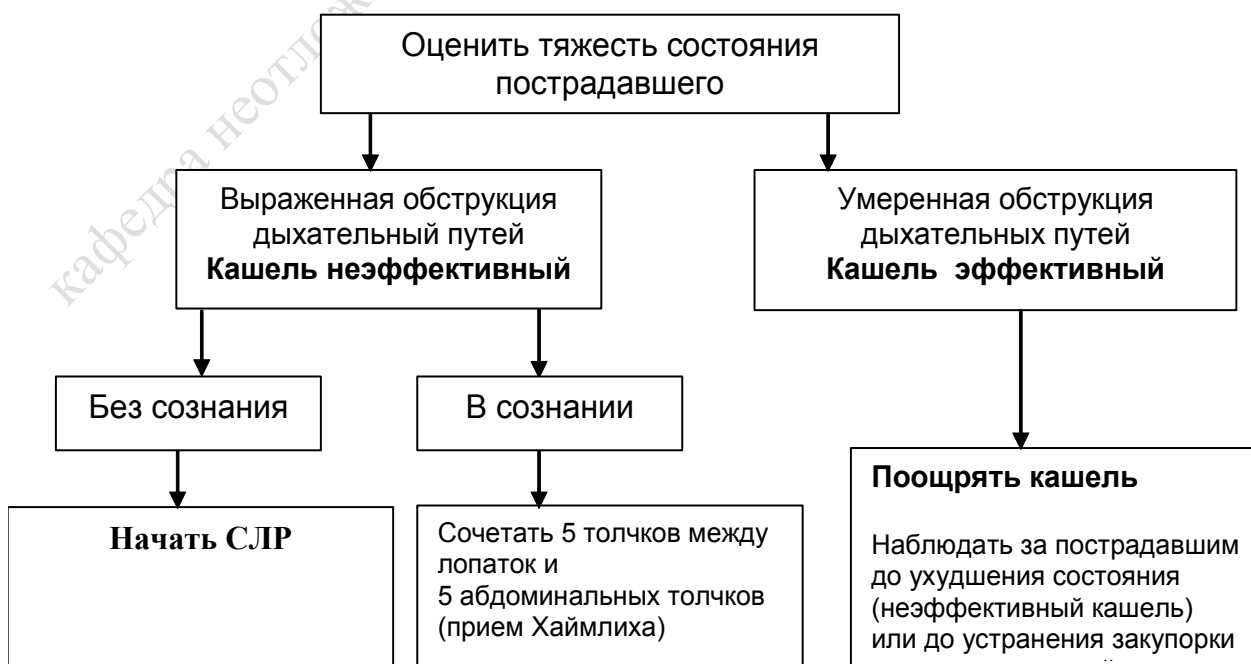 кафедра
Оценить тяжесть состояния
пострадавшего
Выраженная обструкция
дыхательный путей
Кашель неэффективный
Умеренная обструкция
дыхательных путей
Кашель эффективный
Без сознания
В сознании
Начать СЛР
Сочетать 5 толчков между
лопаток и
5 абдоминальных толчков
(прием Хаймлиха)
Поощрять кашель
Наблюдать за пострадавшим
до ухудшения состояния
(неэффективный кашель)
или до устранения закупорки